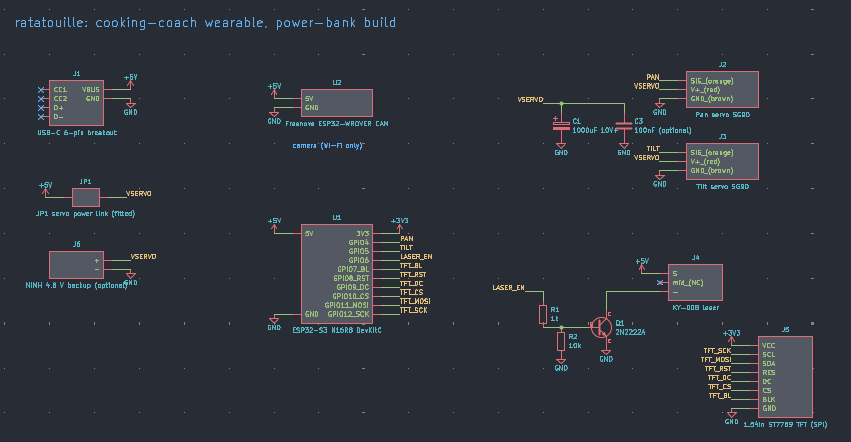 ratatouille: cooking-coach wearable, power-bank build
J1
CC1 VBUS
CC2 GND
D+
D-
+5V
GND
USB-C 6-pin breakout
+5V
JP1
VSERVO
JP1 servo power link (fitted)
J6
+
-
VSERVO
GND
NiMH 4.8 V backup (optional)
+5V
U2
5V
GND
GND
Freenove ESP32-WROVER CAM
camera (Wi-Fi only)
+5V
U1
+3V3
5V 3V3
GPIO4 PAN
GPIO5 TILT
GPIO6 LASER_EN
GPIO7_BL TFT_BL
GPIO8_RST TFT_RST
GPIO9_DC TFT_DC
GPIO10_CS TFT_CS
GPIO11_MOSI TFT_MOSI
GND GPIO12_SCK TFT_SCK
GND
ESP32-S3 N16R8 DevKitC
VSERVO
C1
1000uF 10V
GND
C3
100nF (optional)
GND
J2
PAN SIG_(orange)
VSERVO V+_(red)
GND_(brown)
GND
Pan servo SG90
J3
TILT SIG_(orange)
VSERVO V+_(red)
GND_(brown)
GND
Tilt servo SG90
LASER_EN
R1
1k
R2
10k
GND
Q1
2N2222A
C
B
E
GND
+5V
J4
S
mid_(NC)
-
KY-008 laser
+3V3
J5
VCC
TFT_SCK SCL
TFT_MOSI SDA
TFT_RST RES
TFT_DC DC
TFT_CS CS
TFT_BL BLK
GND
GND
1.54in ST7789 TFT (SPI)